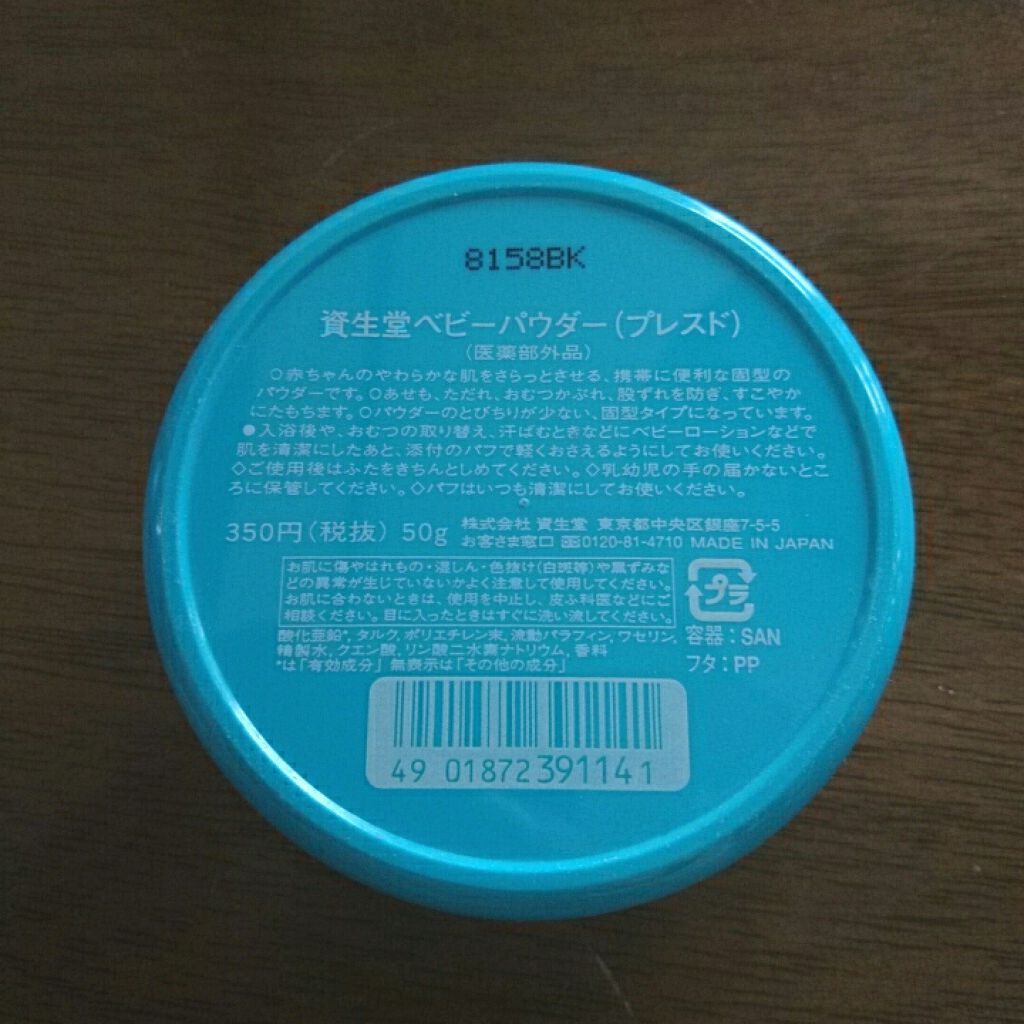 8158BK
資生堂ベビーパウダー(プレスド)
(医薬部外品)
○赤ちゃんのやわらかな肌をさらっとさせる、携帯に便利な固型の
パウダーです。○あせも、ただれ、おむつかぶれ、股ずれを防ぎ、すこやか
にたもちます。○パウダーのとびちりが少ない、固型タイプになっています。
●入浴後や、おむつの取り替え、汗ばむときなどにベビーローションなどで
肌を清潔にしたあと、添付のパフで軽くおさえるようにしてお使いください。
◇ご使用後はふたをきちんとしめてください。◇乳幼児の手の届かないとこ
ろに保管してください。◇パフはいつも清潔にしてお使いください。
350円(税抜) 50g
株式会社 資生堂 東京都中央区銀座7-5-5
お客さま窓口 0120-81-4710 MADE IN JAPAN
お肌に傷やはれもの・湿しん・色抜け(白斑等)や黒ずみな
どの異常が生じていないかよく注意して使用してください。
お肌に合わないときは、使用を中止し、皮ふ科医などにご
相談ください。目に入ったときはすぐに洗い流してください。
プラ
酸化亜鉛*, タルク, ポリエチレン末, 流動パラフィン, ワセリン,
精製水, クエン酸, リン酸二水素ナトリウム, 香料
*は「有効成分」 無表示は「その他の成分」
容器：SAN
フタ：PP
49 01872 391141